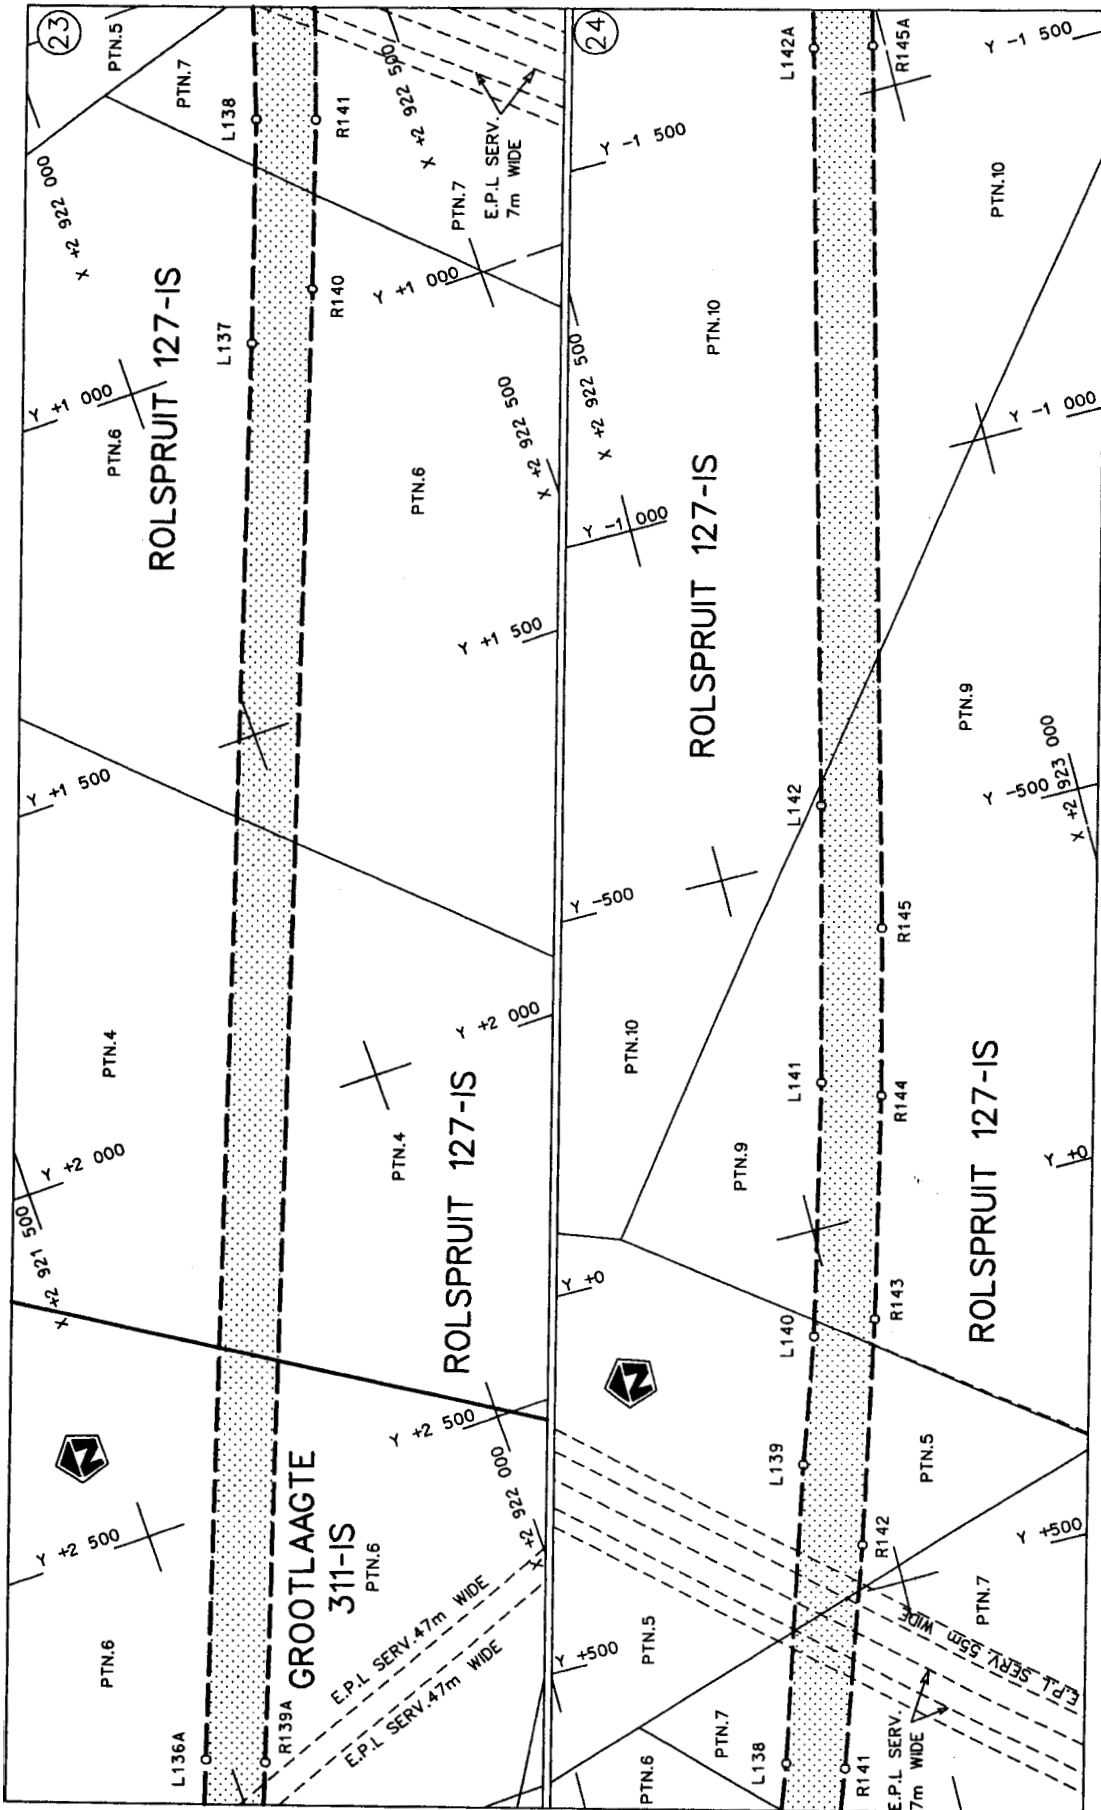 23
PTN.5
PTN.7
L138
R141
X +2 922 500
E.P.L SERV.
7m WIDE
PTN.7
X +2 922 000
Y +1 000
R140
L137
Y +1 000
PTN.6
ROLSPRUIT 127-IS
PTN.6
X +2 922 500
Y +1 500
Y +1 500
PTN.4
Y +2 000
PTN.4
ROLSPRUIT 127-IS
Y +2 000
X +2 921 500
Y +2 500
X +2 922 000
N
Y +2 500
GROOTLAAGTE
311-IS
PTN.6
PTN.6
E.P.L SERV.47m WIDE
E.P.L SERV.47m WIDE
L136A
R139A
24
L142A
R145A
Y -1 500
Y -1 500
PTN.10
PTN.10
X +2 922 500
Y -1 000
Y -1 000
ROLSPRUIT 127-IS
PTN.9
L142
Y -500
X +2 923 000
Y -500
R145
PTN.10
L141
R144
PTN.9
ROLSPRUIT 127-IS
Y +0
Y +0
L140
R143
N
L139
PTN.5
R142
Y +500
PTN.7
E.P.L SERV. 55m WIDE
Y +500
PTN.5
PTN.7
PTN.6
L138
R141
E.P.L SERV.
7m WIDE